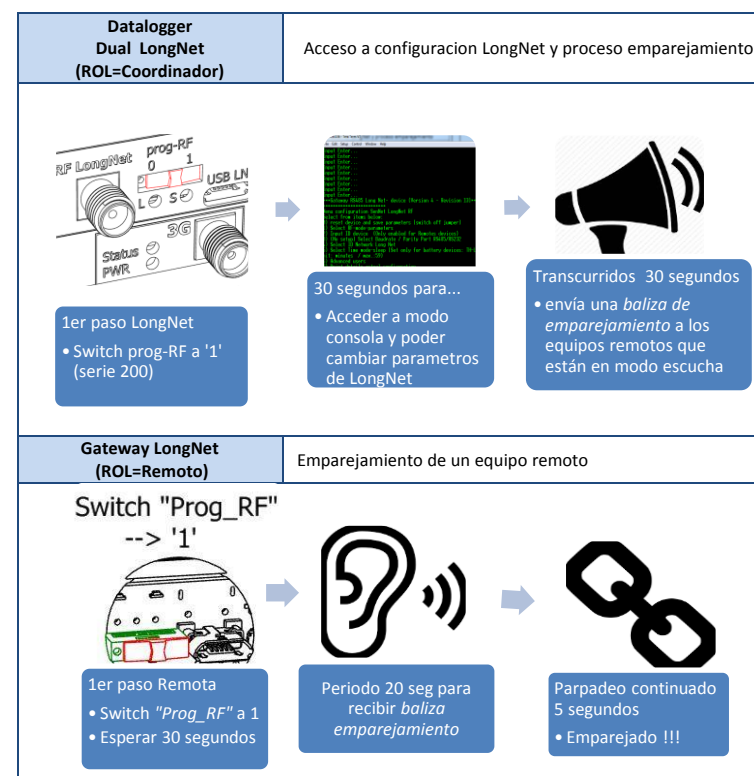 Datalogger
Dual LongNet
(ROL=Coordinador)
Acceso a configuracion LongNet y proceso emparejamiento
RF LongNet
prog-RF
0 1
USB LN
L S
3G
Status
PWR
1er paso LongNet
• Switch prog-RF a '1'
(serie 200)
30 segundos para...
• Acceder a modo
consola y poder
cambiar parametros
de LongNet
Transcurridos 30 segundos
• envía una baliza de
emparejamiento a los
equipos remotos que
están en modo escucha
Gateway LongNet
(ROL=Remoto)
Emparejamiento de un equipo remoto
Switch "Prog_RF"
--> '1'
1er paso Remota
• Switch "Prog_RF" a 1
• Esperar 30 segundos
Periodo 20 seg para
recibir baliza
emparejamiento
Parpadeo continuado
5 segundos
• Emparejado !!!